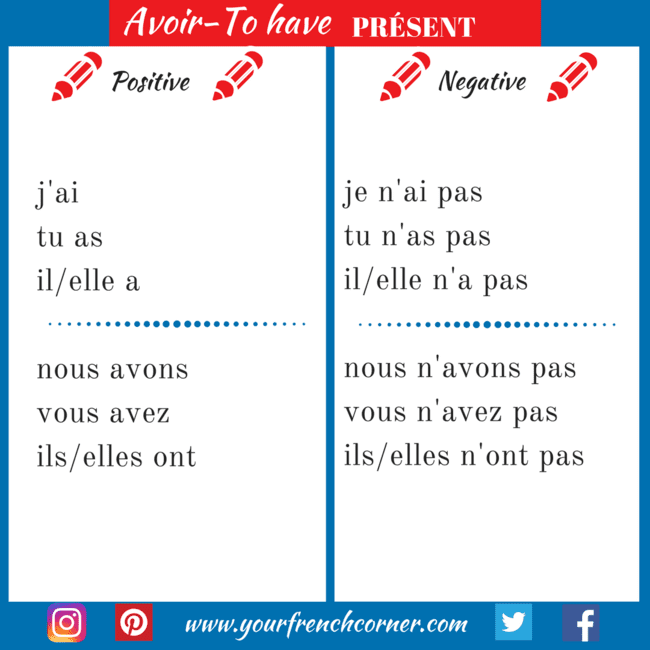 Avoir-To have PRÉSENT
Positive
j'ai
tu as
il/elle a
nous avons
vous avez
ils/elles ont
Negative
je n'ai pas
tu n'as pas
il/elle n'a pas
nous n'avons pas
vous n'avez pas
ils/elles n'ont pas
www.yourfrenchcorner.com